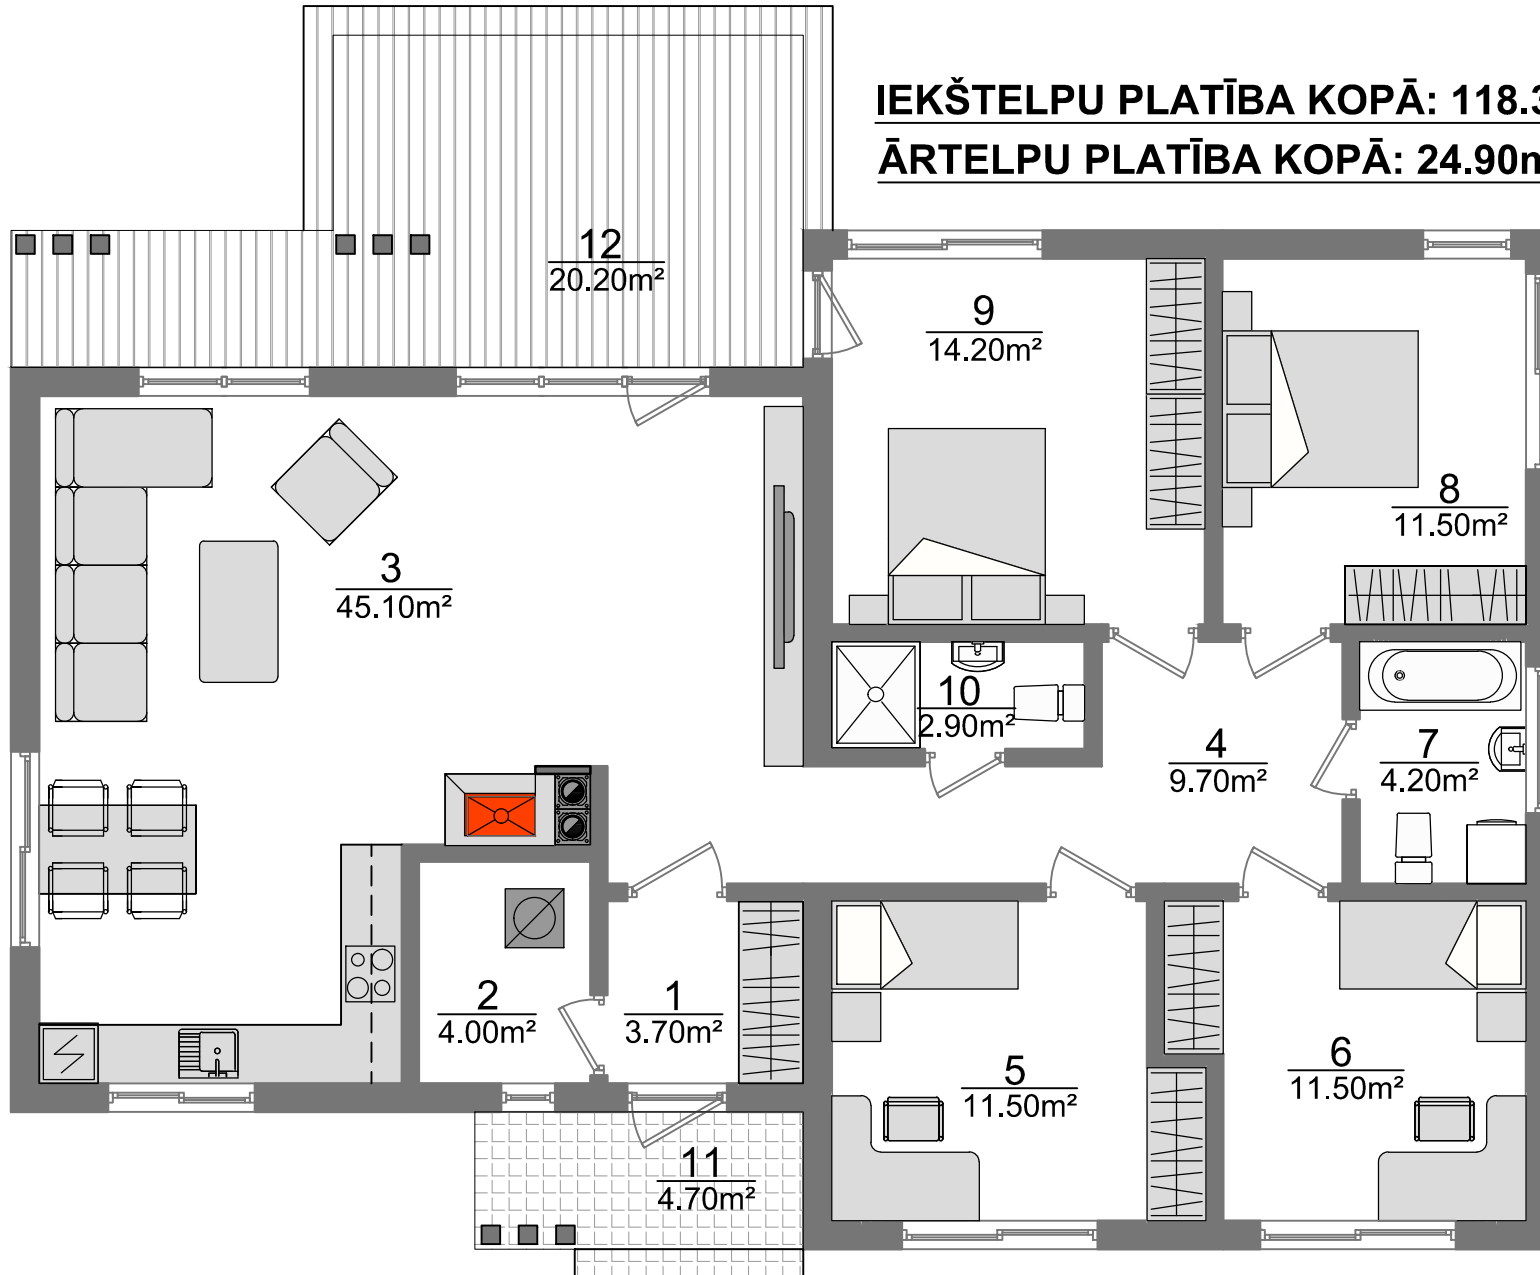 IEKŠTELPU PLATĪBA KOPĀ: 118.3
ĀRTELPU PLATĪBA KOPĀ: 24.90m
12
20.20m²
9
14.20m²
8
11.50m²
3
45.10m²
10
2.90m²
4
9.70m²
7
4.20m²
2
4.00m²
1
3.70m²
5
11.50m²
6
11.50m²
11
4.70m²